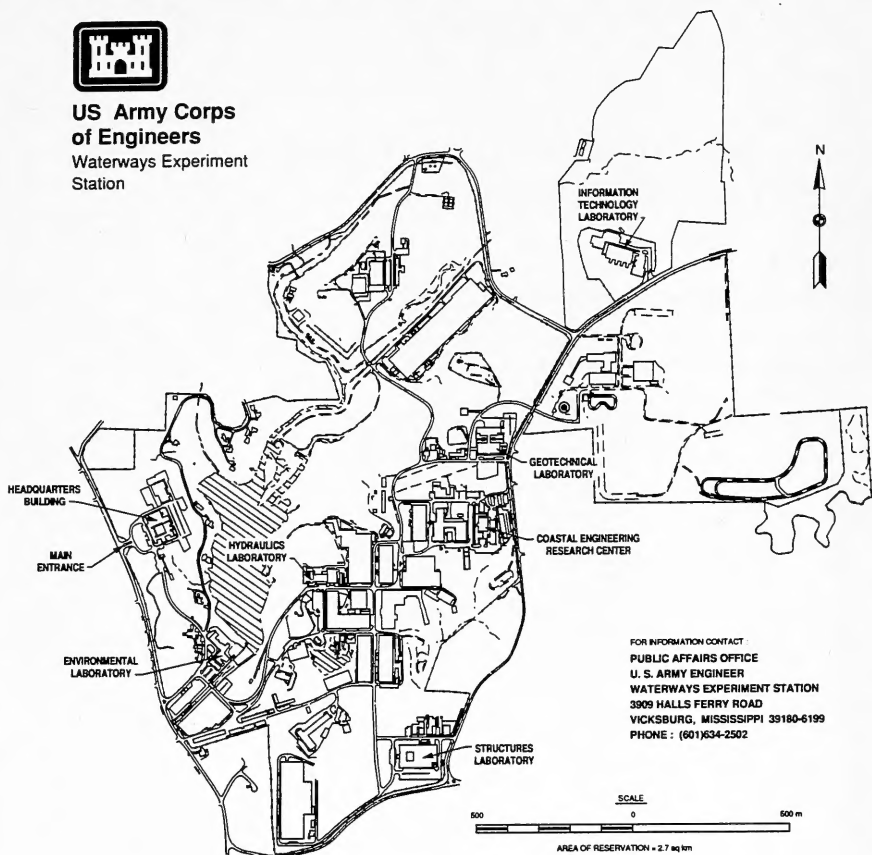 US Army Corps
of Engineers
Waterways Experiment
Station
N
INFORMATION
TECHNOLOGY
LABORATORY
GEOTECHNICAL
LABORATORY
HEADQUARTERS
BUILDING
MAIN
ENTRANCE
HYDRAULICS
LABORATORY
COASTAL ENGINEERING
RESEARCH CENTER
ENVIRONMENTAL
LABORATORY
STRUCTURES
LABORATORY
FOR INFORMATION CONTACT :
PUBLIC AFFAIRS OFFICE
U. S. ARMY ENGINEER
WATERWAYS EXPERIMENT STATION
3909 HALLS FERRY ROAD
VICKSBURG, MISSISSIPPI 39180-6199
PHONE : (601)634-2502
SCALE
500 0 500 m
AREA OF RESERVATION = 2.7 sq km